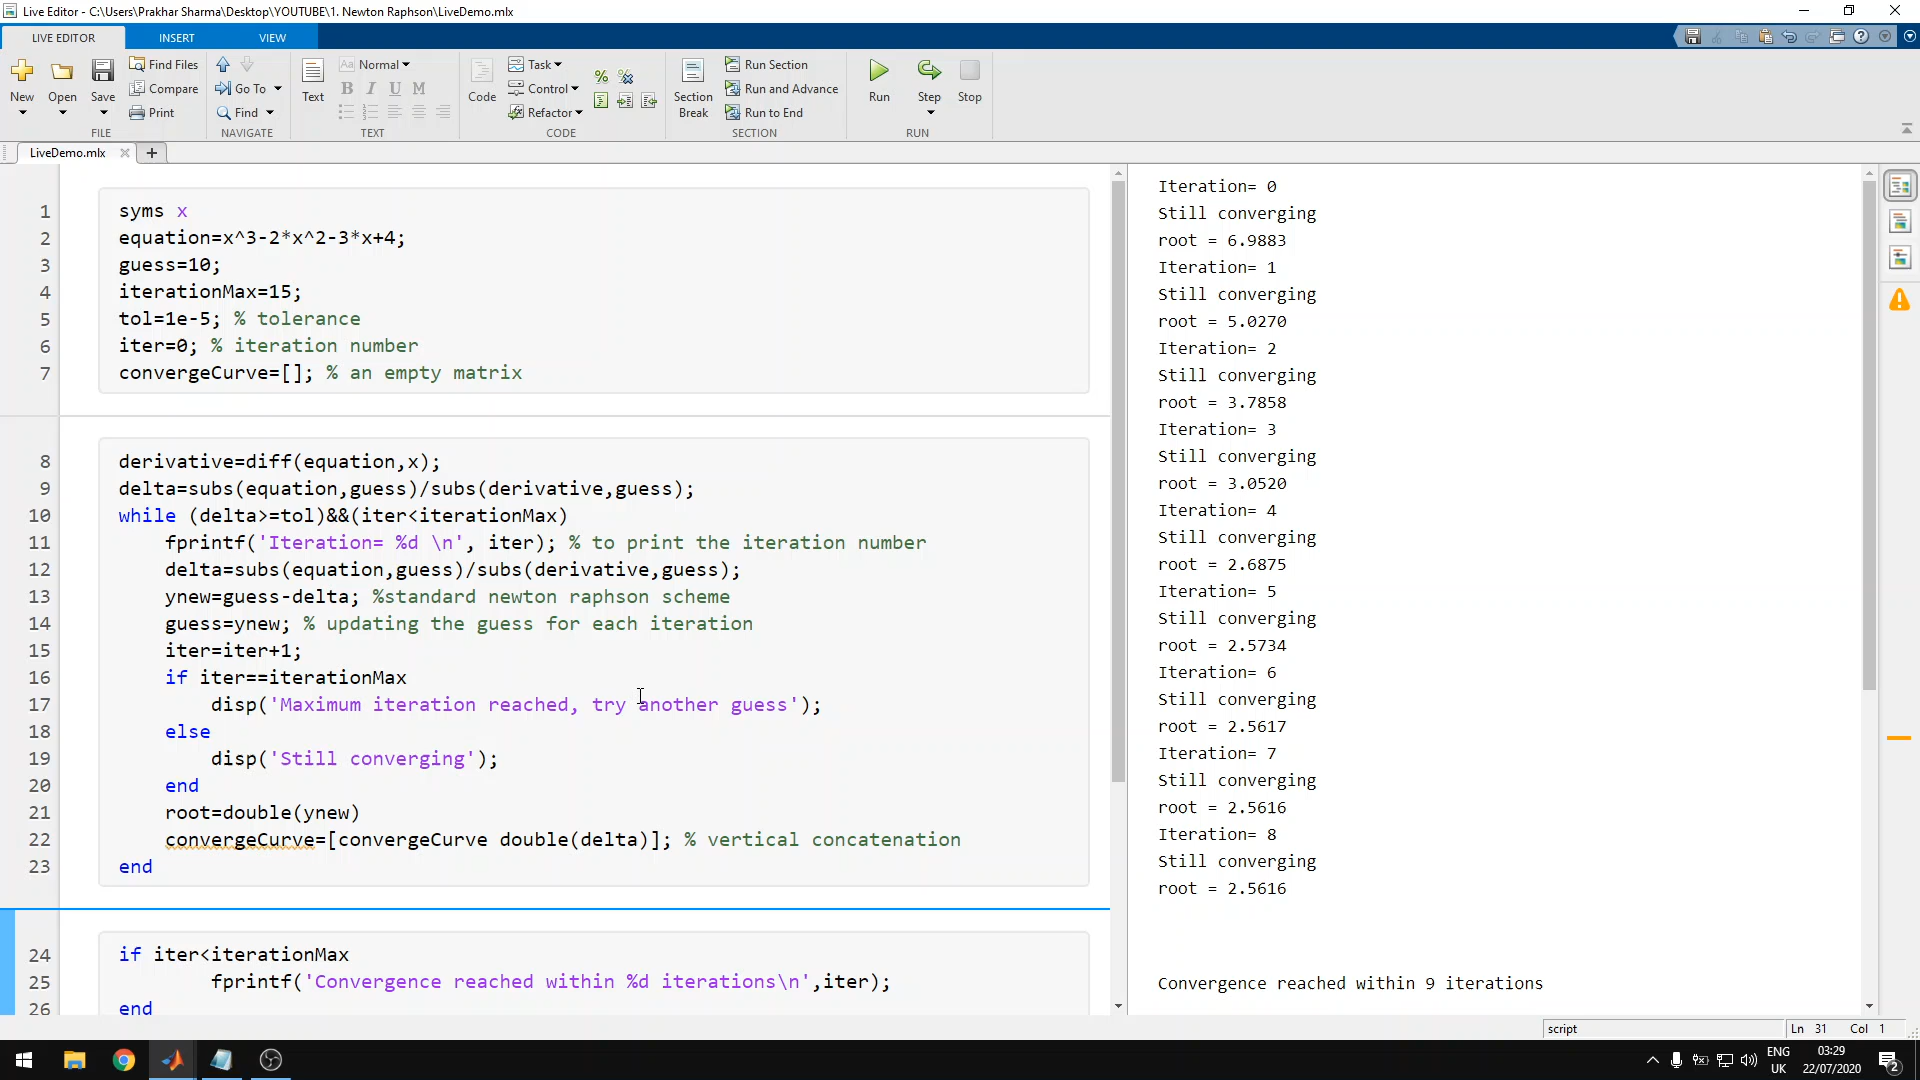 Live Editor - C:\Users\Prakhar Sharma\Desktop\YOUTUBE\1. Newton Raphson\LiveDemo.mlx
LIVE EDITOR INSERT VIEW
New
Open
Save
Find Files
Compare
Print
FILE
Go To
Find
NAVIGATE
Text
Aa Normal
B I U M
TEXT
Code
Task
Control
Refactor
CODE
Section
Break
Run Section
Run and Advance
Run to End
SECTION
Run
Step
Stop
RUN
LiveDemo.mlx
1 syms x
2 equation=x^3-2*x^2-3*x+4;
3 guess=10;
4 iterationMax=15;
5 tol=1e-5; % tolerance
6 iter=0; % iteration number
7 convergeCurve=[]; % an empty matrix
8 derivative=diff(equation,x);
9 delta=subs(equation,guess)/subs(derivative,guess);
10 while (delta>=tol)&&(iter<iterationMax)
11 fprintf('Iteration= %d \n', iter); % to print the iteration number
12 delta=subs(equation,guess)/subs(derivative,guess);
13 ynew=guess-delta; %standard newton raphson scheme
14 guess=ynew; % updating the guess for each iteration
15 iter=iter+1;
16 if iter==iterationMax
17 disp('Maximum iteration reached, try another guess');
18 else
19 disp('Still converging');
20 end
21 root=double(ynew)
22 convergeCurve=[convergeCurve double(delta)]; % vertical concatenation
23 end
24 if iter<iterationMax
25 fprintf('Convergence reached within %d iterations\n',iter);
26 end
Iteration= 0
Still converging
root = 6.9883
Iteration= 1
Still converging
root = 5.0270
Iteration= 2
Still converging
root = 3.7858
Iteration= 3
Still converging
root = 3.0520
Iteration= 4
Still converging
root = 2.6875
Iteration= 5
Still converging
root = 2.5734
Iteration= 6
Still converging
root = 2.5617
Iteration= 7
Still converging
root = 2.5616
Iteration= 8
Still converging
root = 2.5616
Convergence reached within 9 iterations
script
Ln 31 Col 1
ENG
UK
03:29
22/07/2020
2